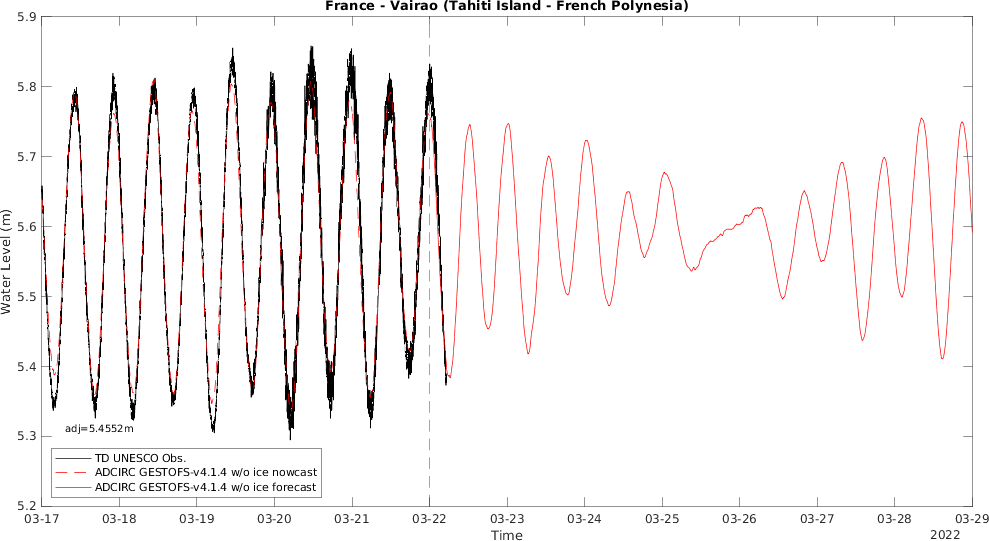 France - Vairao (Tahiti Island - French Polynesia)
5.9
5.8
5.7
5.6
5.5
5.4
5.3
5.2
Water Level (m)
adj=5.4552m
TD UNESCO Obs.
ADCIRC GESTOFS-v4.1.4 w/o ice nowcast
ADCIRC GESTOFS-v4.1.4 w/o ice forecast
03-17 03-18 03-19 03-20 03-21 03-22 03-23 03-24 03-25 03-26 03-27 03-28 03-29
Time
2022